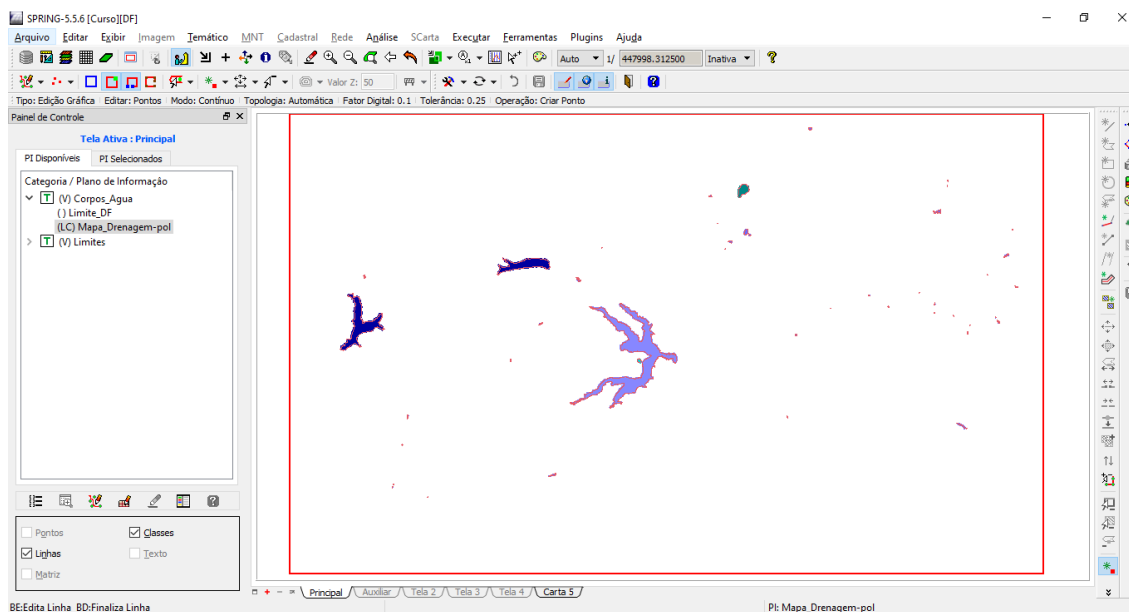 SPRING-5.5.6 [Curso][DF]
Arquivo Editar Exibir Imagem Temático MNT Cadastral Rede Análise SCarta Executar Ferramentas Plugins Ajuda
Auto 1/ 447998.312500 Inativa
Valor Z: 50
Tipo: Edição Gráfica Editar: Pontos Modo: Contínuo Topologia: Automática Fator Digital: 0.1 Tolerância: 0.25 Operação: Criar Ponto
Painel de Controle
Tela Ativa : Principal
PI Disponíveis PI Selecionados
Categoria / Plano de Informação
T (V) Corpos_Agua
( ) Limite_DF
(LC) Mapa_Drenagem-pol
T (V) Limites
Pontos Classes
Linhas Texto
Matriz
Principal Auxiliar Tela 2 Tela 3 Tela 4 Carta 5
BE:Edita Linha BD:Finaliza Linha PI: Mapa_Drenagem-pol